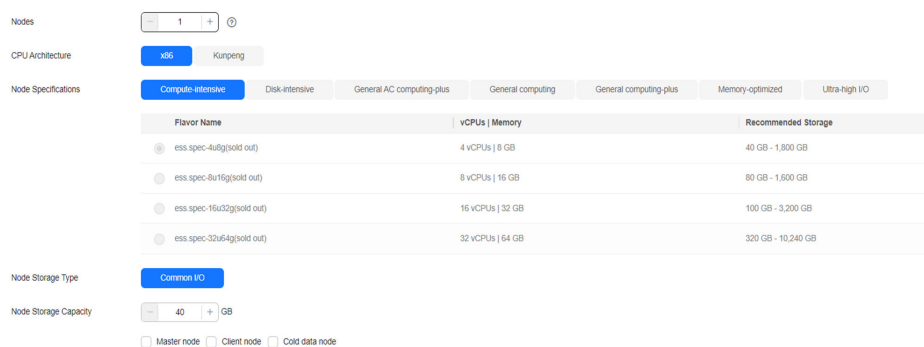 Nodes 1
CPU Architecture x86 Kunpeng
Node Specifications Compute-intensive Disk-intensive General AC computing-plus General computing General computing-plus Memory-optimized Ultra-high I/O
Flavor Name vCPUs | Memory Recommended Storage
ess.spec-4u8g(sold out) 4 vCPUs | 8 GB 40 GB - 1,800 GB
ess.spec-8u16g(sold out) 8 vCPUs | 16 GB 80 GB - 1,600 GB
ess.spec-16u32g(sold out) 16 vCPUs | 32 GB 100 GB - 3,200 GB
ess.spec-32u64g(sold out) 32 vCPUs | 64 GB 320 GB - 10,240 GB
Node Storage Type Common I/O
Node Storage Capacity 40 GB
Master node Client node Cold data node